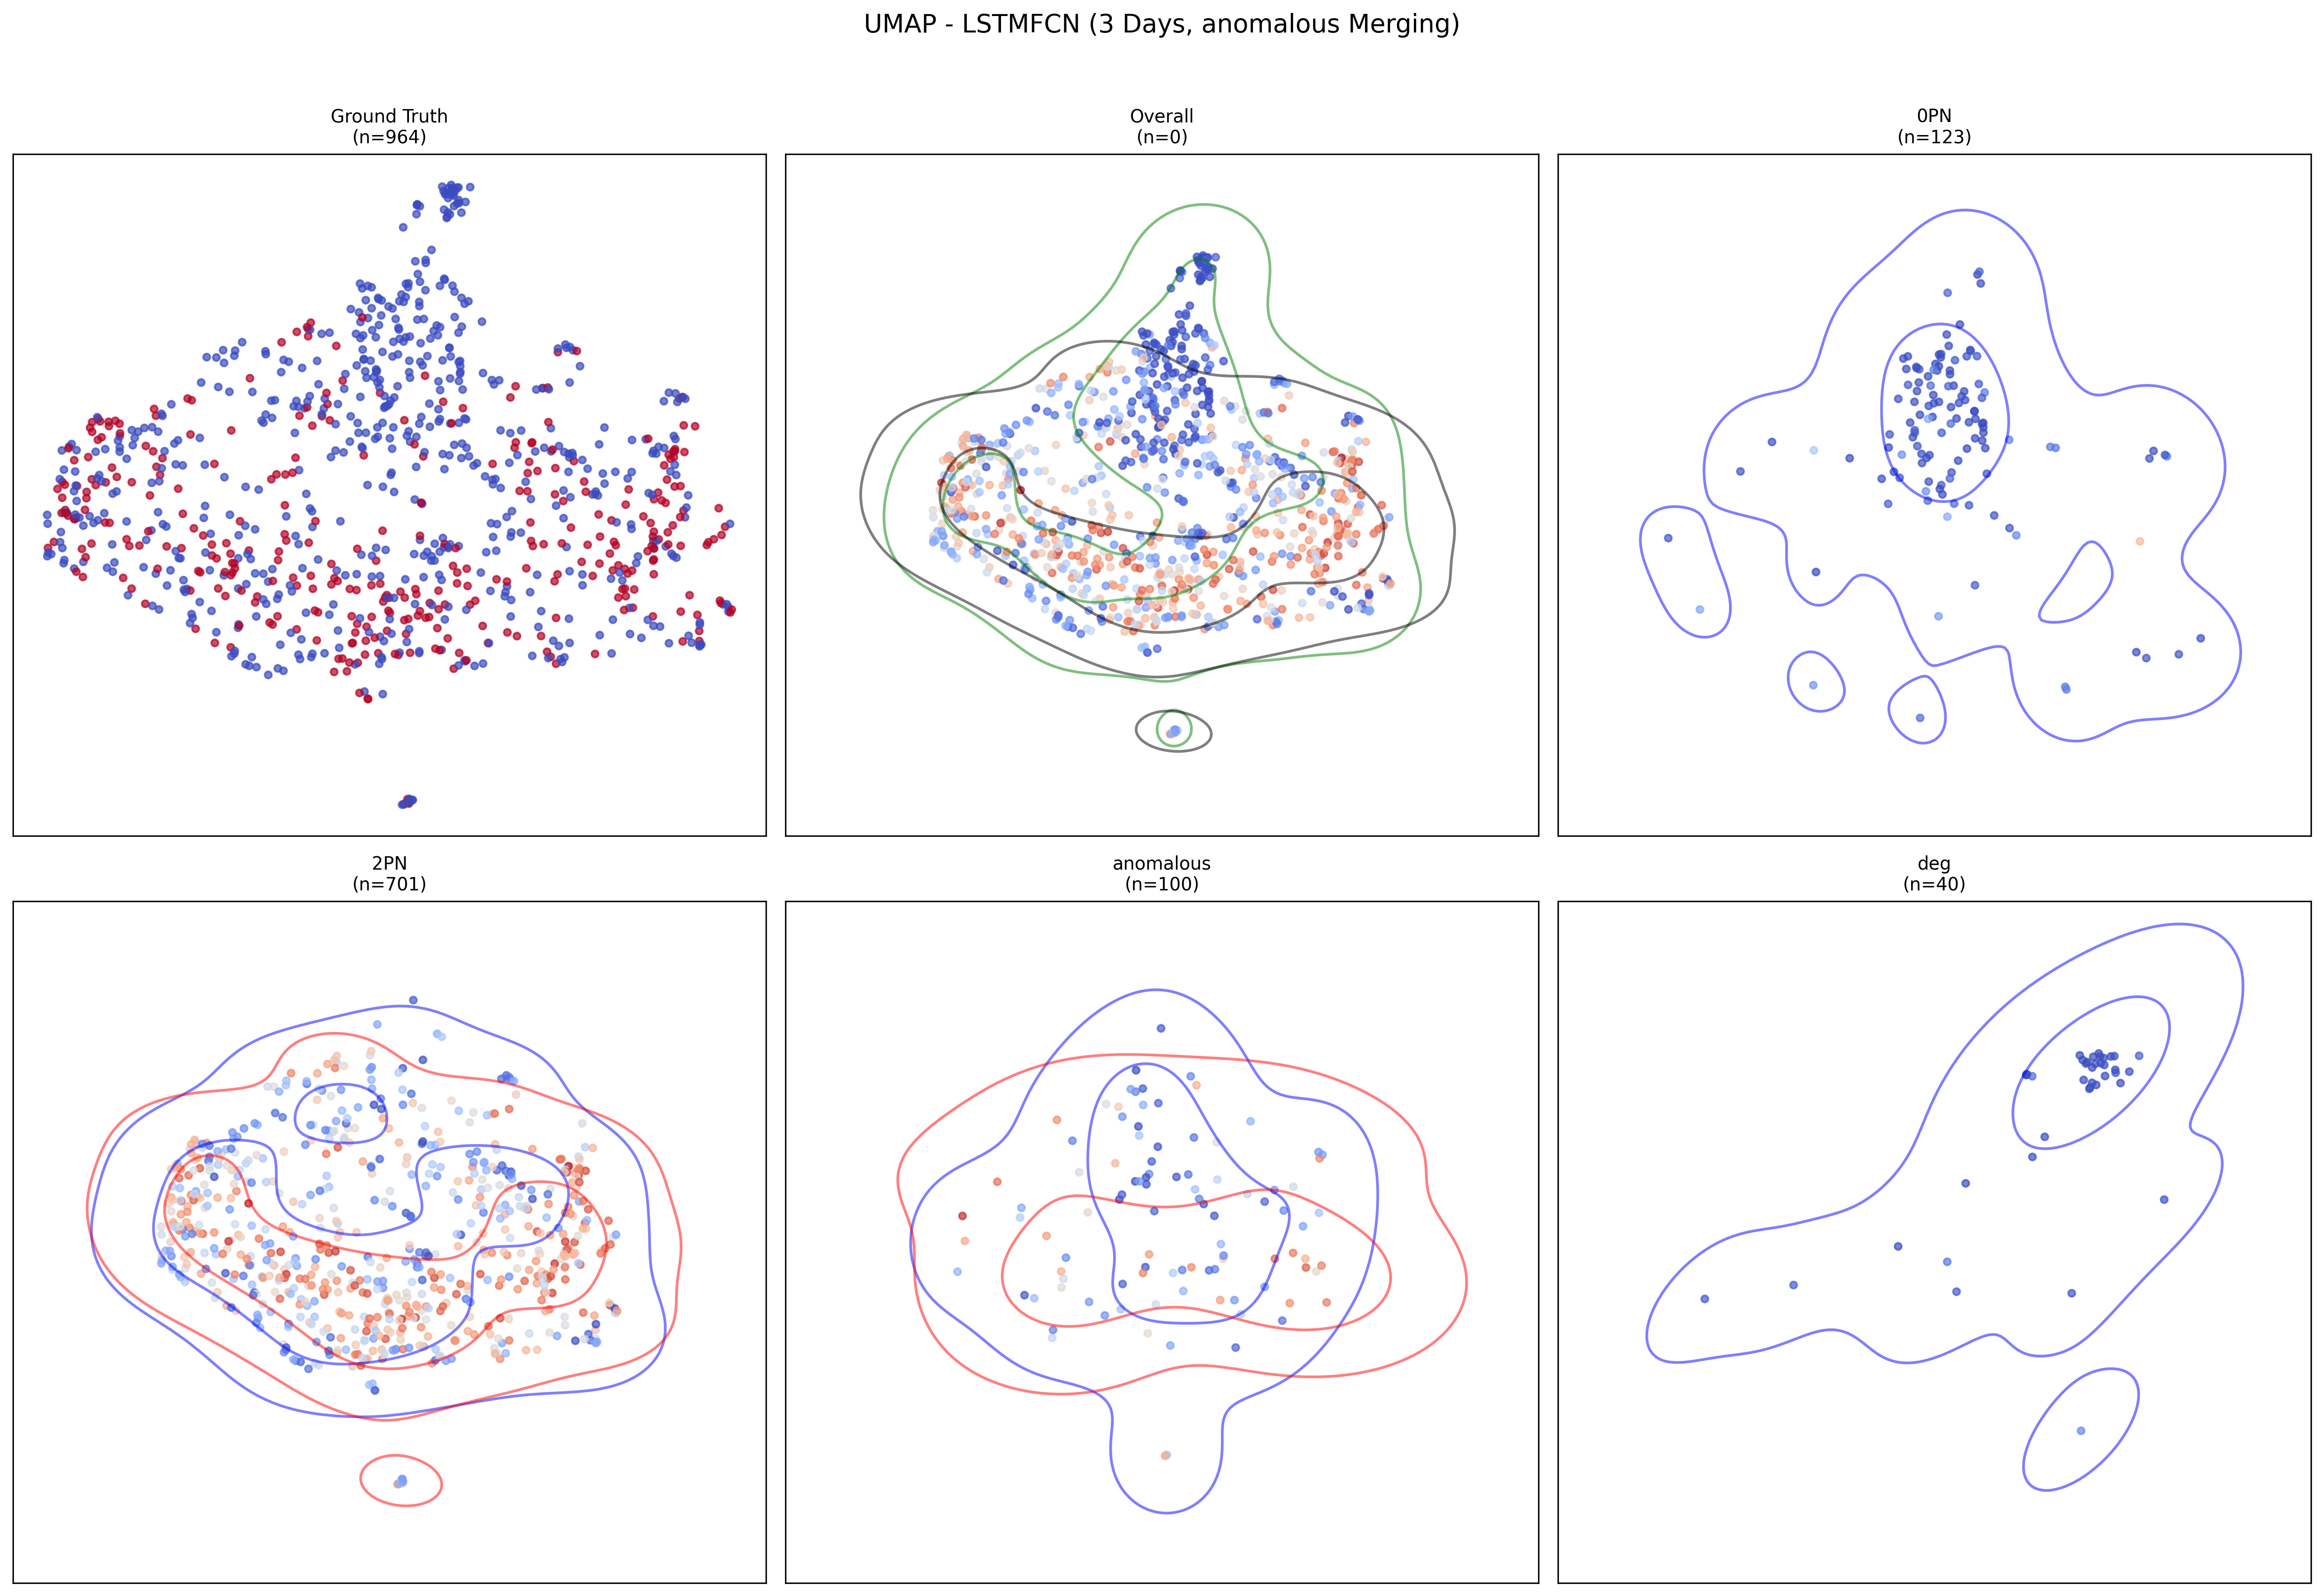 UMAP - LSTMFCN (3 Days, anomalous Merging)
Ground Truth
(n=964)
Overall
(n=0)
0PN
(n=123)
2PN
(n=701)
anomalous
(n=100)
deg
(n=40)